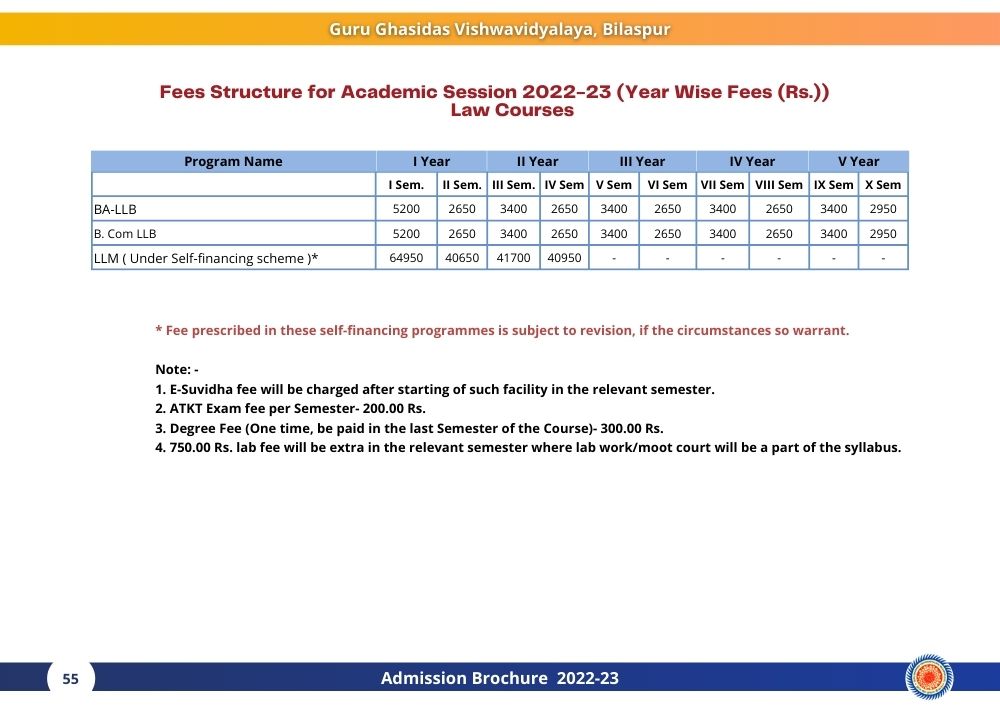 Guru Ghasidas Vishwavidyalaya, Bilaspur
Fees Structure for Academic Session 2022-23 (Year Wise Fees (Rs.))
Law Courses
Program Name I Year II Year III Year IV Year V Year
I Sem. II Sem. III Sem. IV Sem V Sem VI Sem VII Sem VIII Sem IX Sem X Sem
BA-LLB 5200 2650 3400 2650 3400 2650 3400 2650 3400 2950
B. Com LLB 5200 2650 3400 2650 3400 2650 3400 2650 3400 2950
LLM ( Under Self-financing scheme )* 64950 40650 41700 40950 - - - - - -
* Fee prescribed in these self-financing programmes is subject to revision, if the circumstances so warrant.
Note: -
1. E-Suvidha fee will be charged after starting of such facility in the relevant semester.
2. ATKT Exam fee per Semester- 200.00 Rs.
3. Degree Fee (One time, be paid in the last Semester of the Course)- 300.00 Rs.
4. 750.00 Rs. lab fee will be extra in the relevant semester where lab work/moot court will be a part of the syllabus.
55 Admission Brochure 2022-23